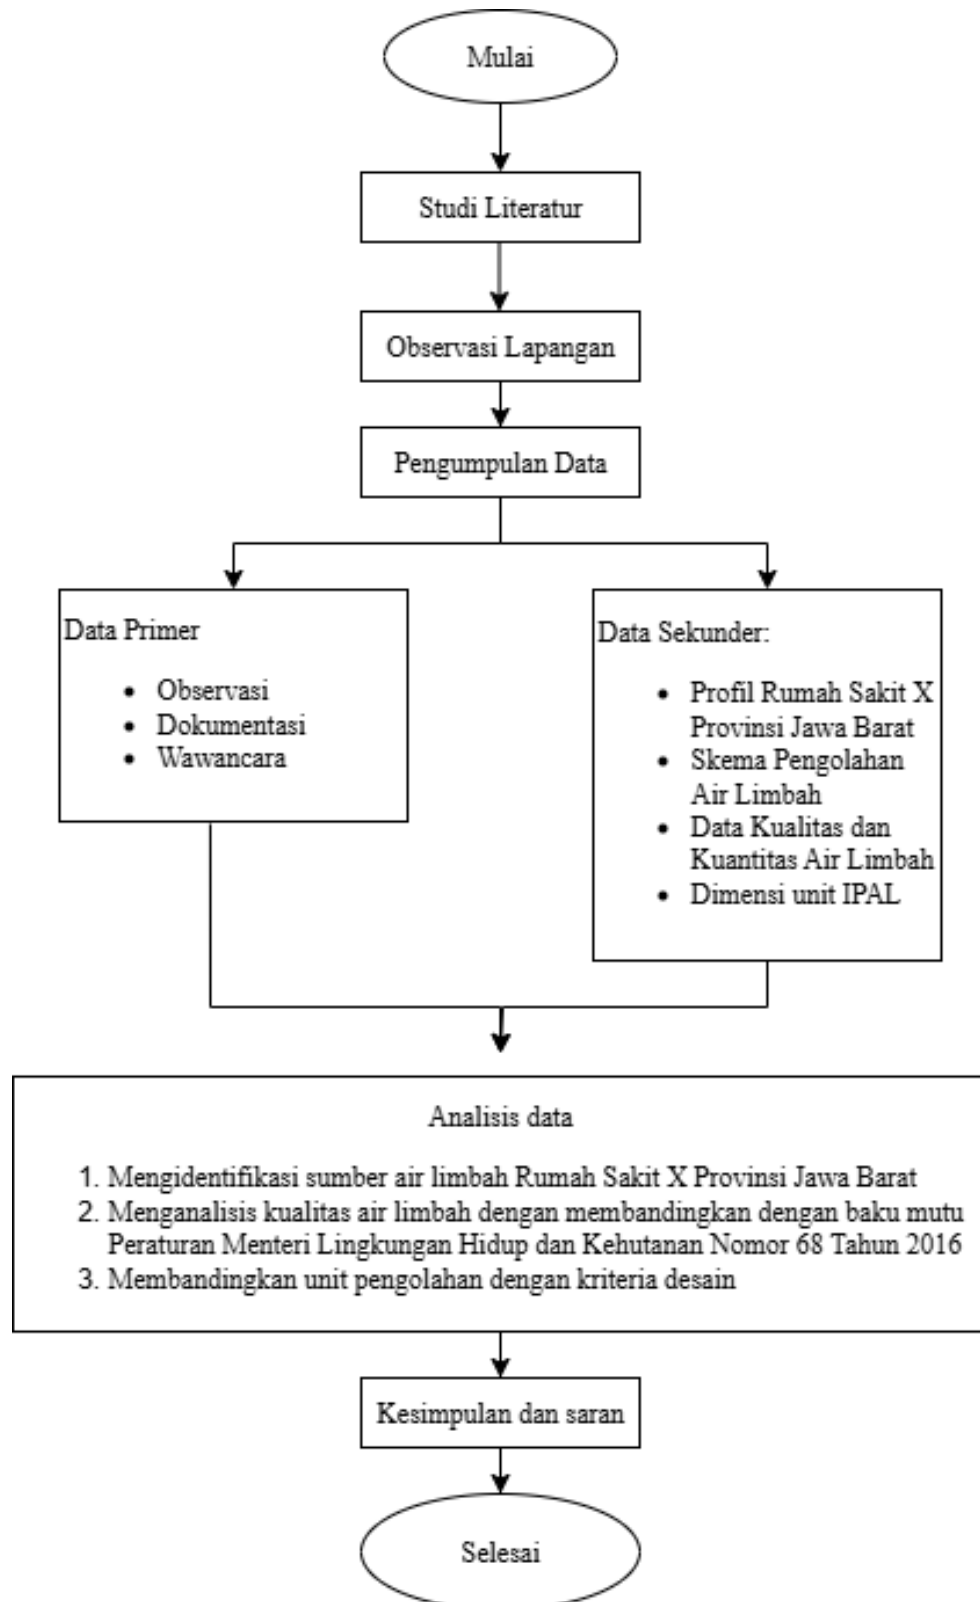 Mulai
Studi Literatur
Observasi Lapangan
Pengumpulan Data
Data Primer
• Observasi
• Dokumentasi
• Wawancara
Data Sekunder:
• Profil Rumah Sakit X
Provinsi Jawa Barat
• Skema Pengolahan
Air Limbah
• Data Kualitas dan
Kuantitas Air Limbah
• Dimensi unit IPAL
Analisis data
1. Mengidentifikasi sumber air limbah Rumah Sakit X Provinsi Jawa Barat
2. Menganalisis kualitas air limbah dengan membandingkan dengan baku mutu
Peraturan Menteri Lingkungan Hidup dan Kehutanan Nomor 68 Tahun 2016
3. Membandingkan unit pengolahan dengan kriteria desain
Kesimpulan dan saran
Selesai